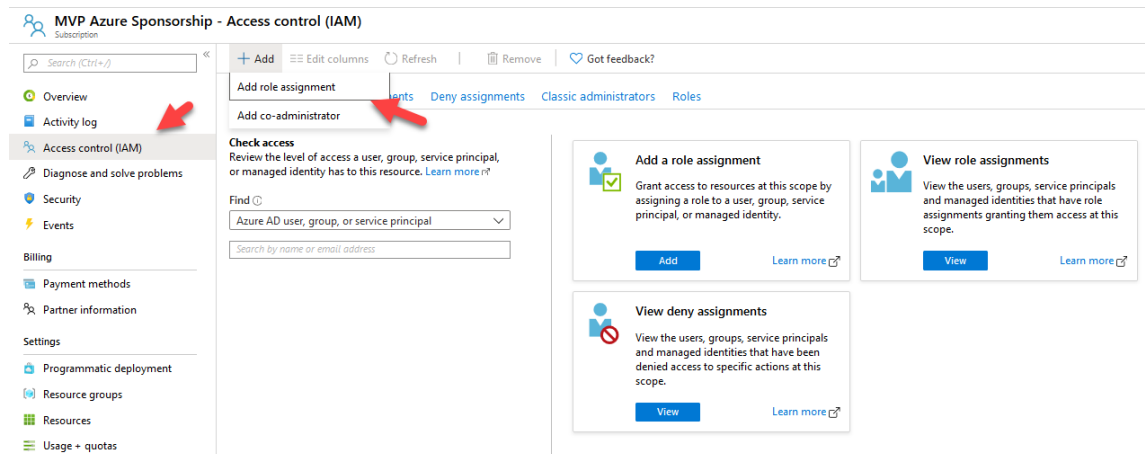 MVP Azure Sponsorship - Access control (IAM)
Subscription
Search (Ctrl+/)
«
Overview
Activity log
Access control (IAM)
Diagnose and solve problems
Security
Events
Billing
Payment methods
Partner information
Settings
Programmatic deployment
Resource groups
Resources
Usage + quotas
+ Add Edit columns Refresh | Remove Got feedback?
Add role assignment
Add co-administrator
Deny assignments Classic administrators Roles
Check access
Review the level of access a user, group, service principal,
or managed identity has to this resource. Learn more
Find
Azure AD user, group, or service principal
Search by name or email address
Add a role assignment
Grant access to resources at this scope by
assigning a role to a user, group, service
principal, or managed identity.
Add Learn more
View role assignments
View the users, groups, service principals
and managed identities that have role
assignments granting them access at this
scope.
View Learn more
View deny assignments
View the users, groups, service principals
and managed identities that have been
denied access to specific actions at this
scope.
View Learn more